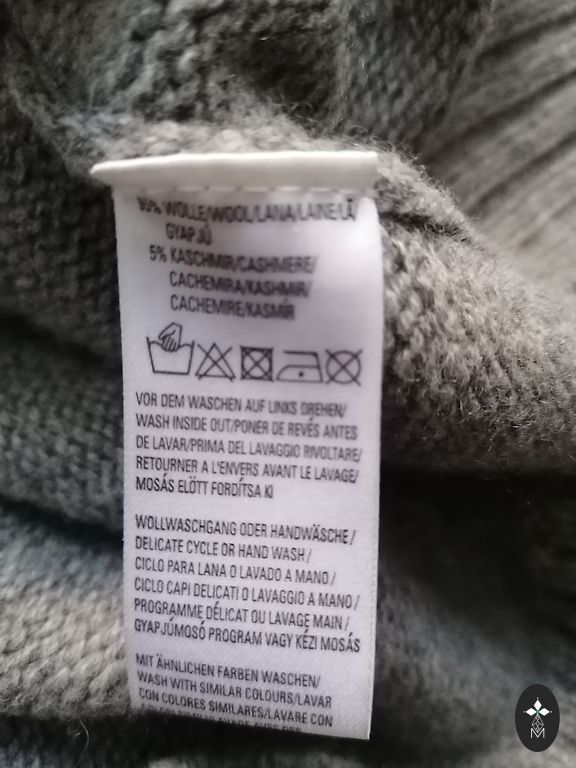 95% WOLLE/WOOL/LANA/LAINE/LÃ/
GYAPJÚ
5% KASCHMIR/CASHMERE/
CACHEMIRA/KASHMIR/
CACHEMIRE/KASMÍR
VOR DEM WASCHEN AUF LINKS DREHEN/
WASH INSIDE OUT/PONER DE REVÉS ANTES
DE LAVAR/PRIMA DEL LAVAGGIO RIVOLTARE/
RETOURNER A L'ENVERS AVANT LE LAVAGE/
MOSÁS ELÖTT FORDÍTSA KI
WOLLWASCHGANG ODER HANDWÄSCHE/
DELICATE CYCLE OR HAND WASH/
CICLO PARA LANA O LAVADO A MANO/
CICLO CAPI DELICATI O LAVAGGIO A MANO/
PROGRAMME DÉLICAT OU LAVAGE MAIN/
GYAPJÚMOSÓ PROGRAM VAGY KÉZI MOSÁS
MIT ÄHNLICHEN FARBEN WASCHEN/
WASH WITH SIMILAR COLOURS/LAVAR
CON COLORES SIMILARES/LAVARE CON
M